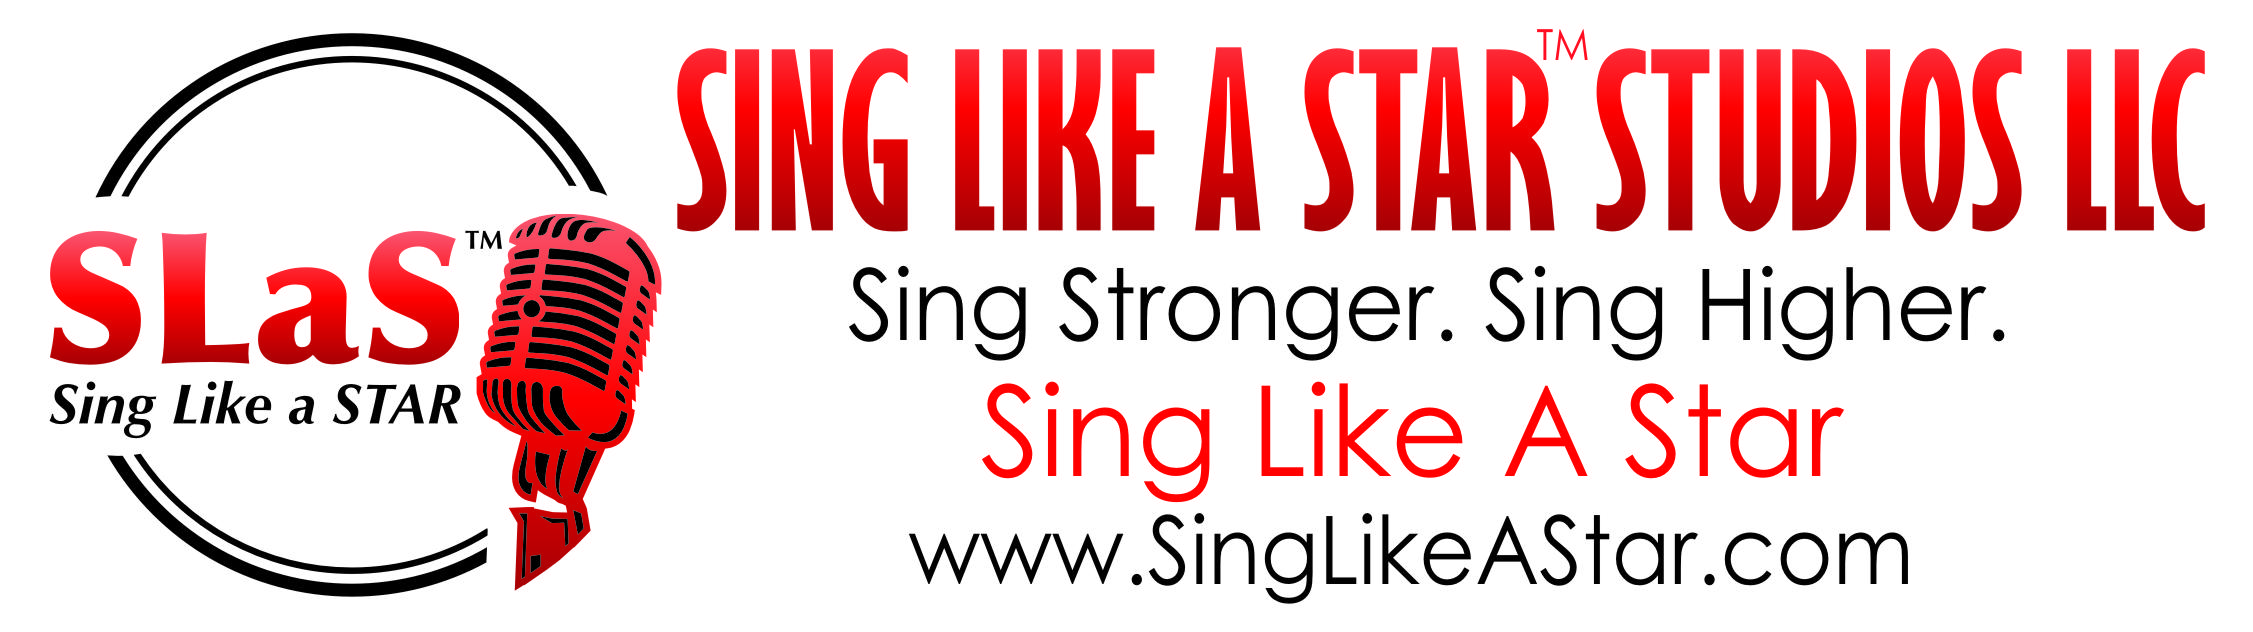 SLaS™
Sing Like a STAR
SING LIKE A STAR™ STUDIOS LLC
Sing Stronger. Sing Higher.
Sing Like A Star
www.SingLikeAStar.com